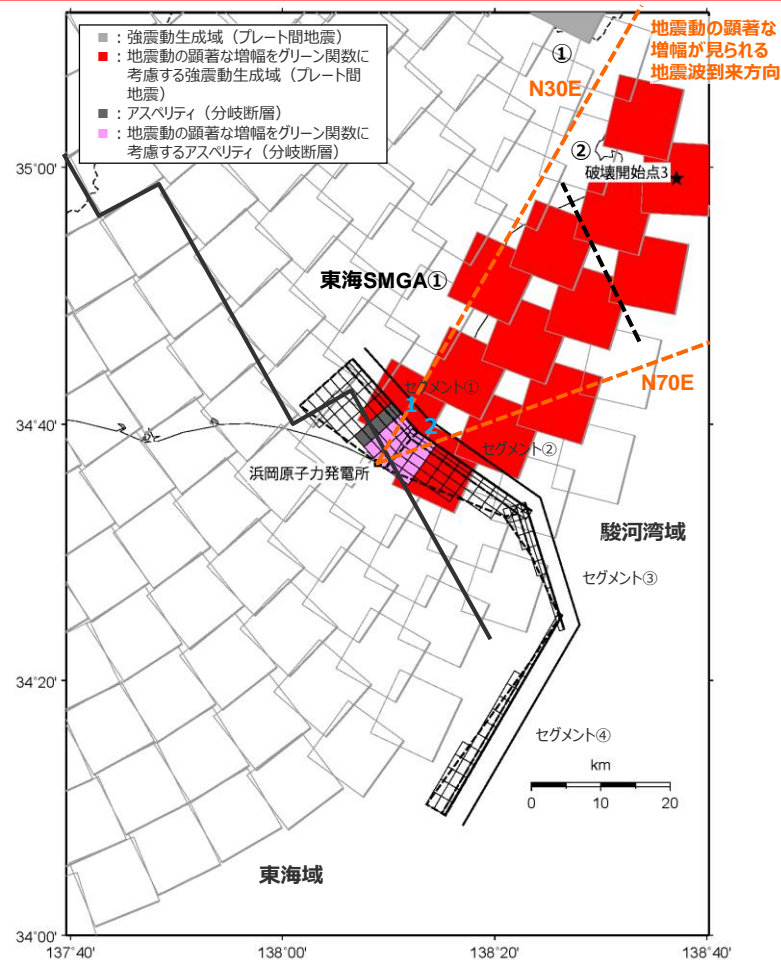 ■ : 強震動生成域（プレート間地震）
■ : 地震動の顕著な増幅をグリーン関数に
考慮する強震動生成域（プレート間
地震）
■ : アスペリティ（分岐断層）
■ : 地震動の顕著な増幅をグリーン関数に
考慮するアスペリティ（分岐断層）
地震動の顕著な
増幅が見られる
地震波到来方向
①
N30E
②
破壊開始点3
★
35°00'
東海SMGA①
N70E
セグメント①
1
2
34°40'
セグメント②
浜岡原子力発電所
駿河湾域
セグメント③
34°20'
セグメント④
km
0 10 20
東海域
34°00'
137°40' 138°00' 138°20' 138°40'